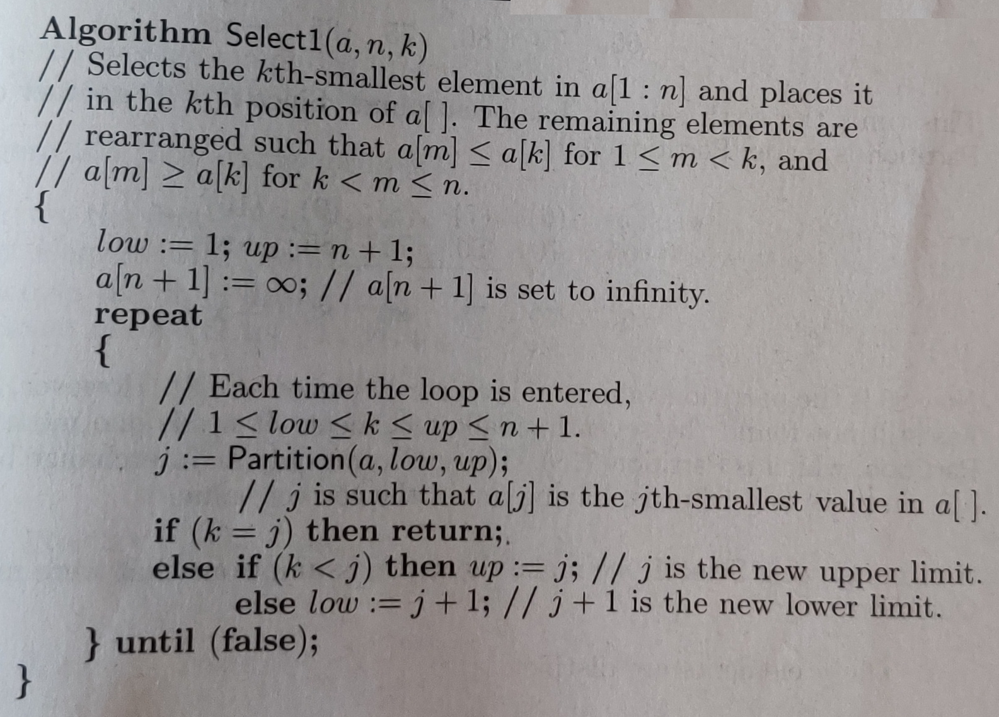 Algorithm Select1(a, n, k)
// Selects the kth-smallest element in a[1 : n] and places it
// in the kth position of a[ ]. The remaining elements are
// rearranged such that a[m] ≤ a[k] for 1 ≤ m < k, and
// a[m] ≥ a[k] for k < m ≤ n.
{
low := 1; up := n + 1;
a[n + 1] := ∞; // a[n + 1] is set to infinity.
repeat
{
// Each time the loop is entered,
// 1 ≤ low ≤ k ≤ up ≤ n + 1.
j := Partition(a, low, up);
// j is such that a[j] is the jth-smallest value in a[ ].
if (k = j) then return;
else if (k < j) then up := j; // j is the new upper limit.
else low := j + 1; // j + 1 is the new lower limit.
} until (false);
}